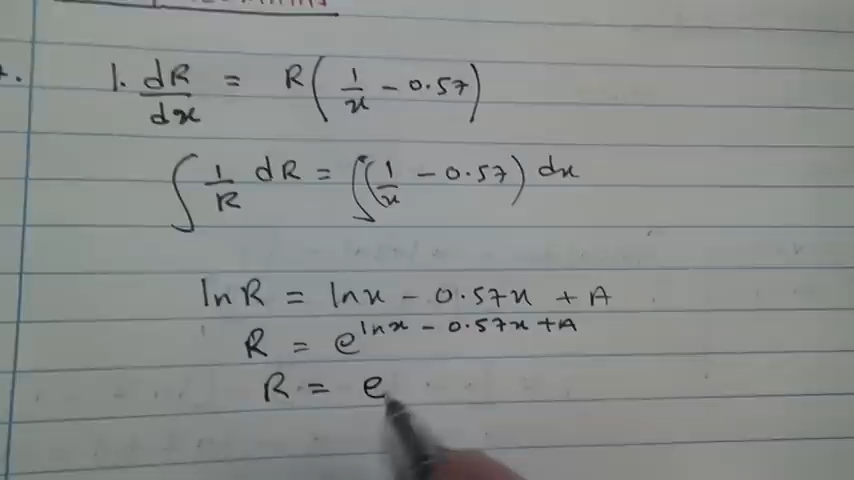 1. dR/dx = R(1/x - 0.57)
∫ 1/R dR = ∫(1/x - 0.57) dx
ln R = ln x - 0.57x + A
R = e^(ln x - 0.57x + A)
R = e